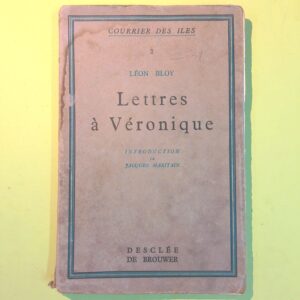 COURRIER DES ILES
2
LÉON BLOY
Lettres
à Véronique
INTRODUCTION
DE
JACQUES MARITAIN
DESCLÉE
DE BROUWER